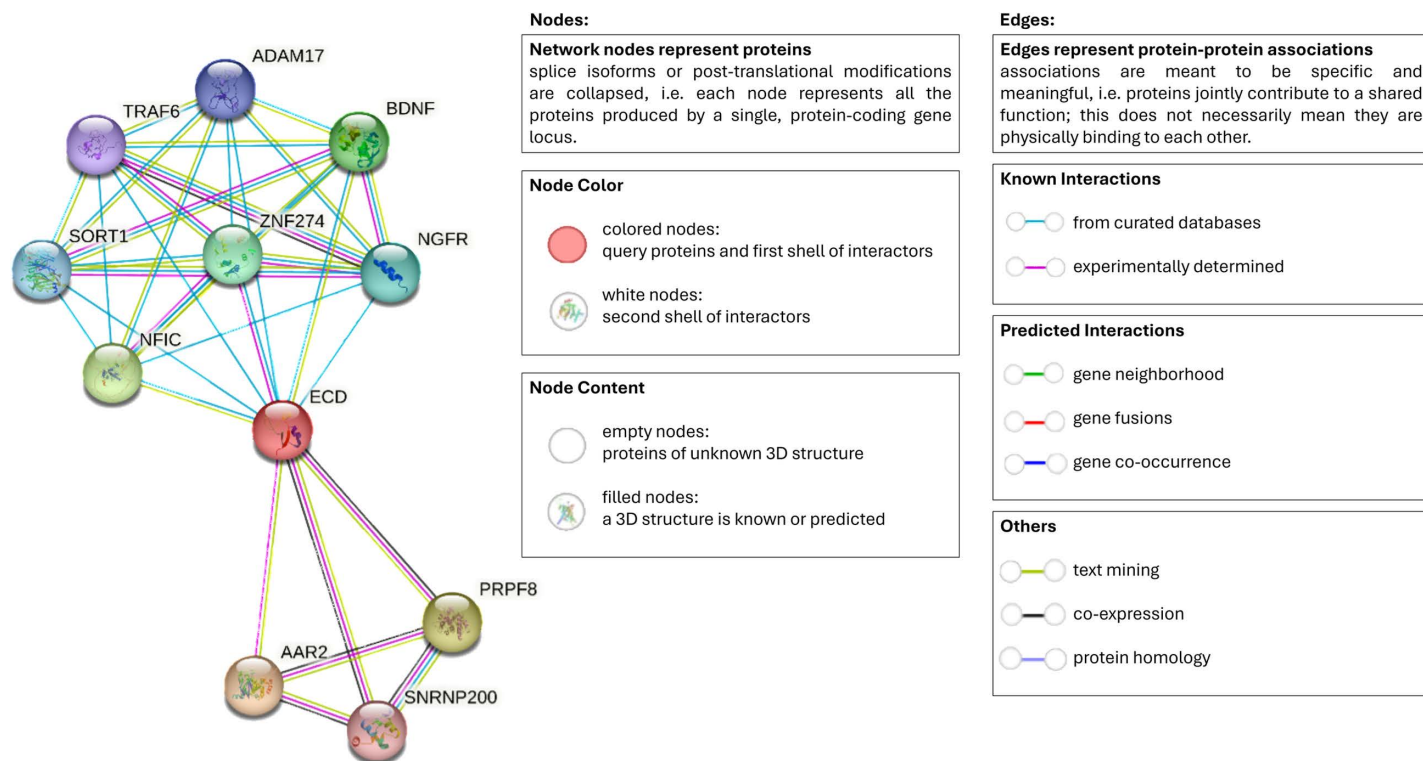 ADAM17
TRAF6
BDNF
ZNF274
SORT1
NGFR
NFIC
ECD
PRPF8
AAR2
SNRNP200
Nodes:
Network nodes represent proteins
splice isoforms or post-translational modifications
are collapsed, i.e. each node represents all the
proteins produced by a single, protein-coding gene
locus.
Node Color
colored nodes:
query proteins and first shell of interactors
white nodes:
second shell of interactors
Node Content
empty nodes:
proteins of unknown 3D structure
filled nodes:
a 3D structure is known or predicted
Edges:
Edges represent protein-protein associations
associations are meant to be specific and
meaningful, i.e. proteins jointly contribute to a shared
function; this does not necessarily mean they are
physically binding to each other.
Known Interactions
from curated databases
experimentally determined
Predicted Interactions
gene neighborhood
gene fusions
gene co-occurrence
Others
text mining
co-expression
protein homology